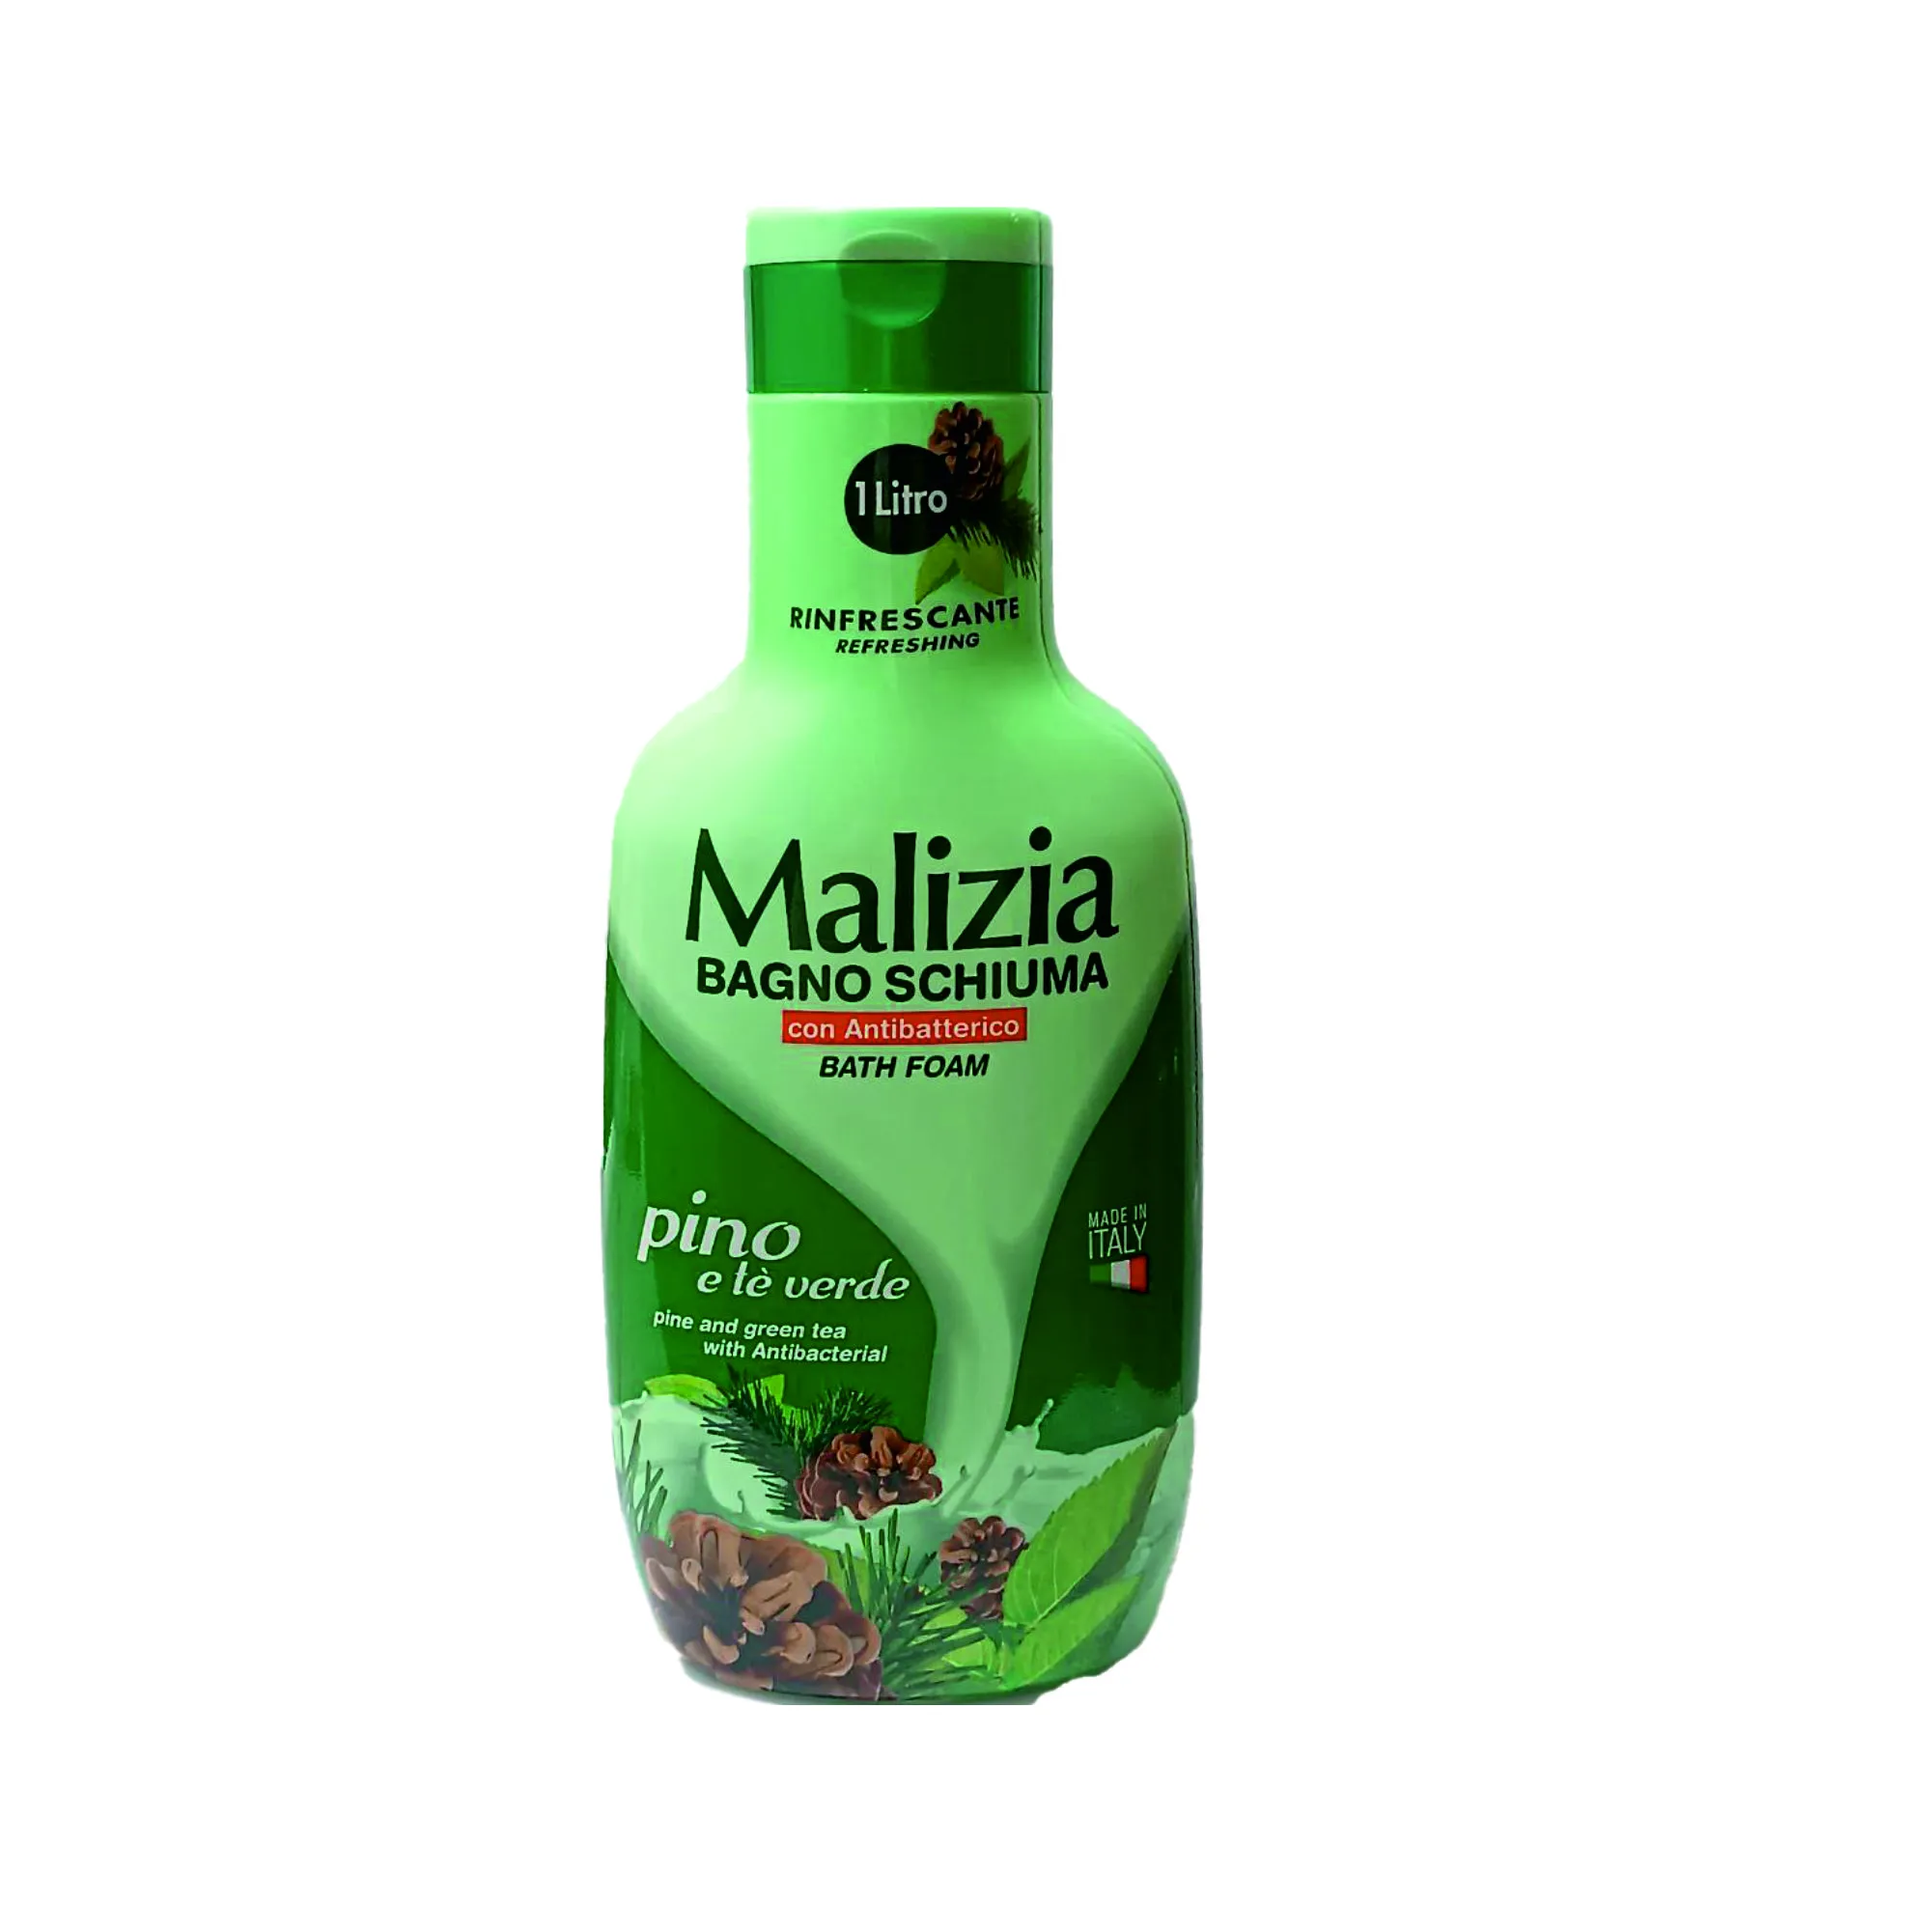 1 Litro
RINFRESCANTE
REFRESHING
Malizia
BAGNO SCHIUMA
con Antibatterico
BATH FOAM
pino
e tè verde
pine and green tea
with Antibacterial
MADE IN
ITALY